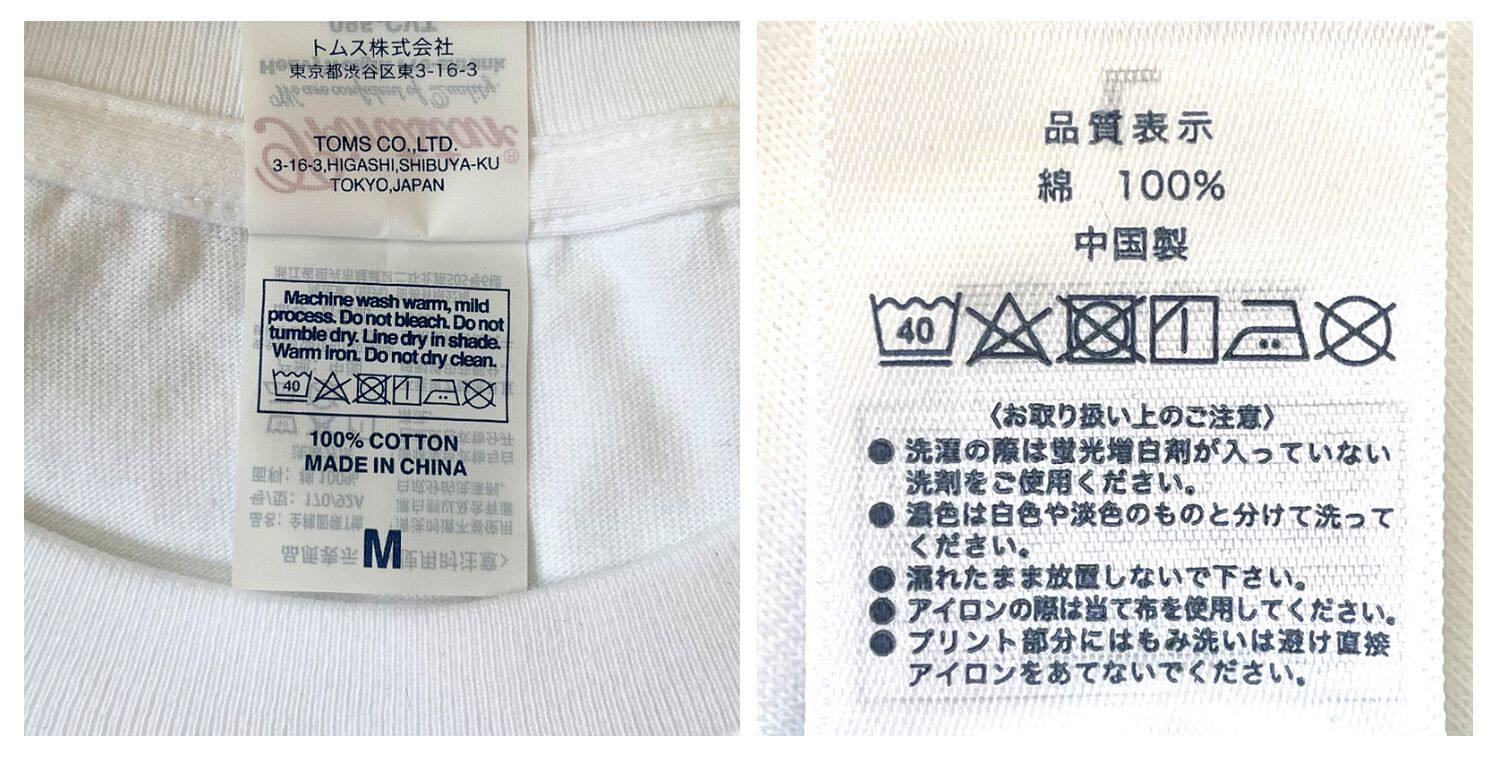 トムス株式会社
東京都渋谷区東3-16-3
TOMS CO.,LTD.
3-16-3,HIGASHI,SHIBUYA-KU
TOKYO,JAPAN
Machine wash warm, mild
process. Do not bleach. Do not
tumble dry. Line dry in shade.
Warm iron. Do not dry clean.
40
100% COTTON
MADE IN CHINA
M
品質表示
綿 100%
中国製
40
〈お取り扱い上のご注意〉
● 洗濯の際は蛍光増白剤が入っていない
洗剤をご使用ください。
● 濃色は白色や淡色のものと分けて洗って
ください。
● 濡れたまま放置しないで下さい。
● アイロンの際は当て布を使用してください。
● プリント部分にはもみ洗いは避け直接
アイロンをあてないでください。